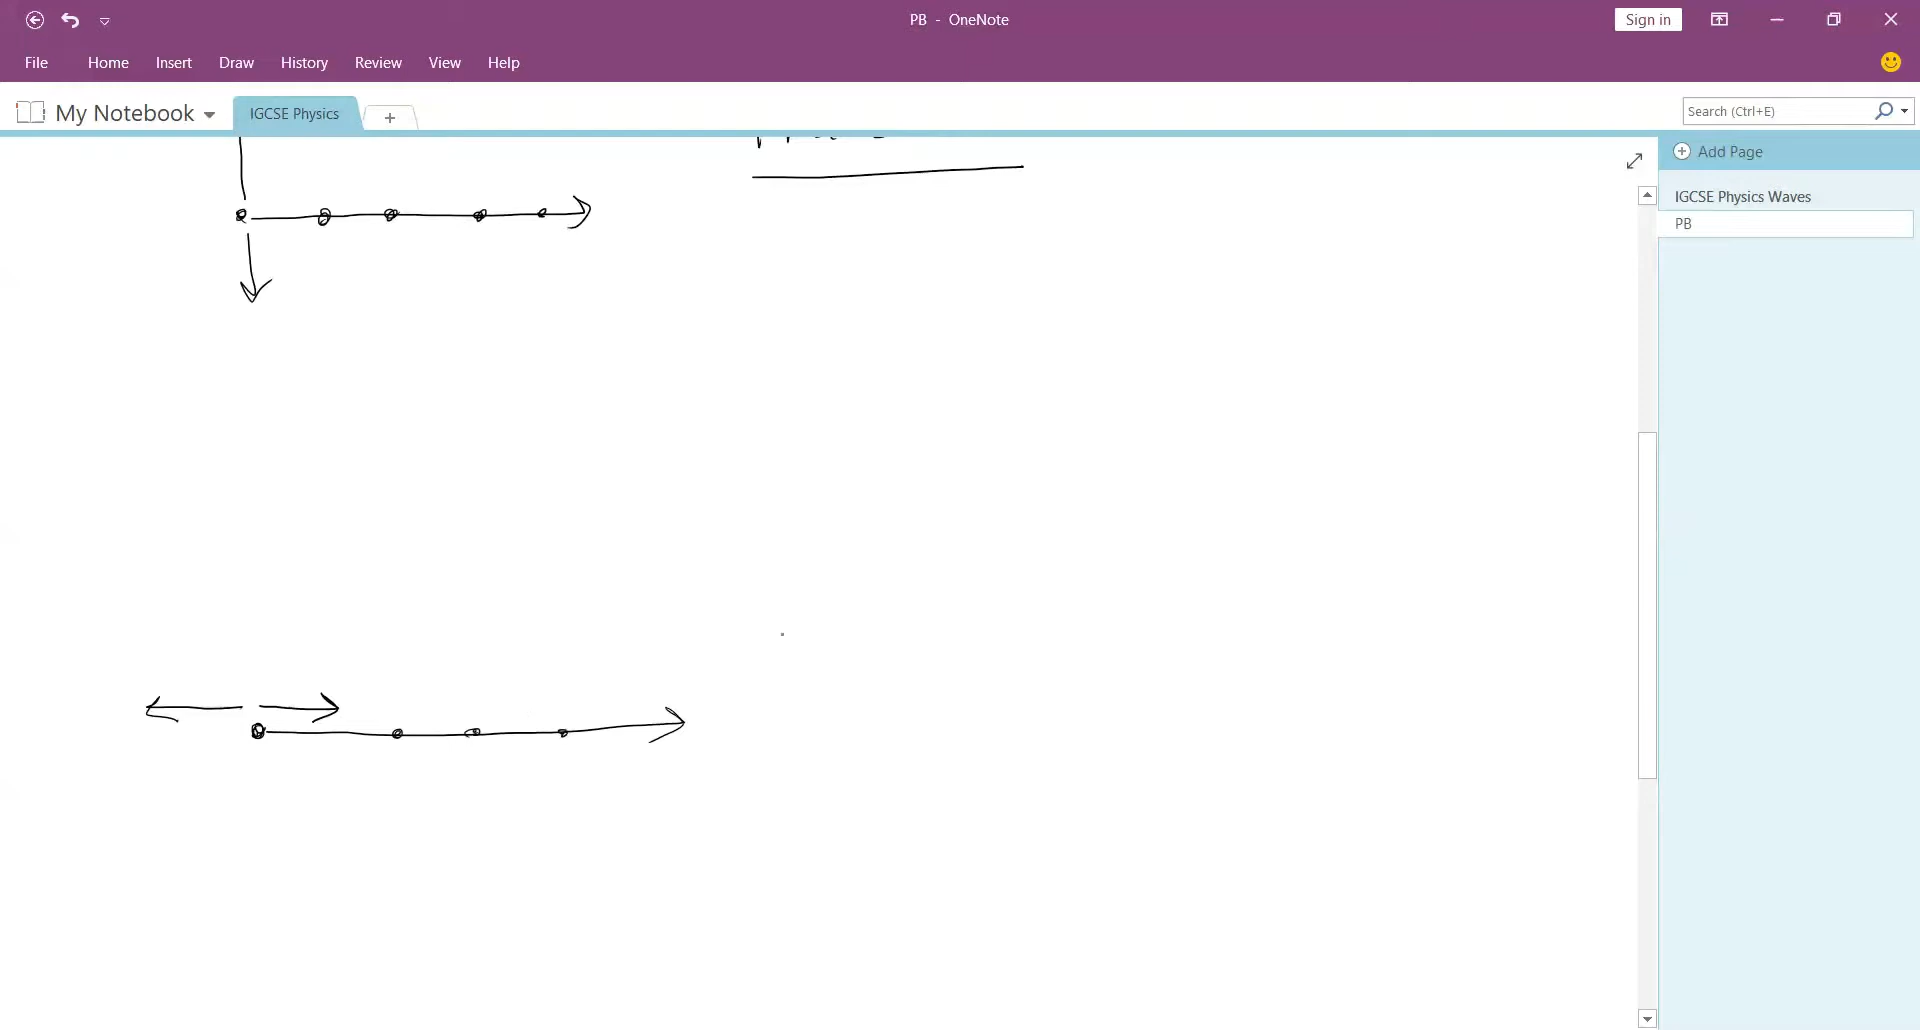 PB - OneNote
Sign in
File Home Insert Draw History Review View Help
My Notebook
IGCSE Physics
+
Search (Ctrl+E)
Add Page
IGCSE Physics Waves
PB